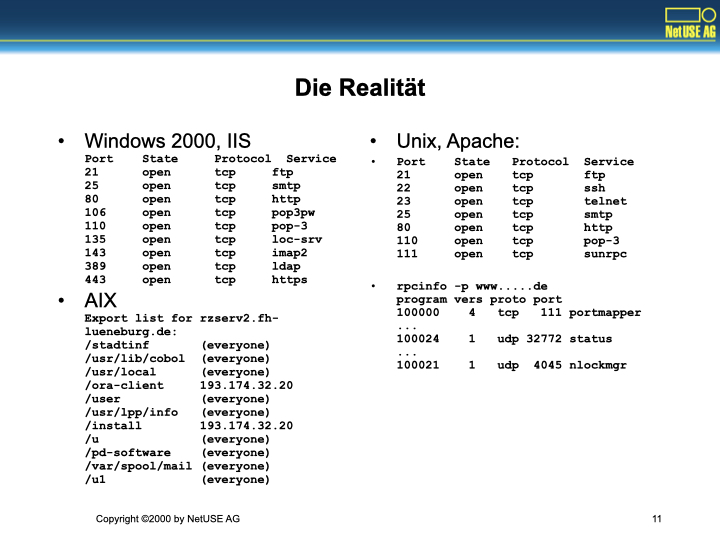 NetUSE AG
Die Realität
• Windows 2000, IIS
Port State Protocol Service
21 open tcp ftp
25 open tcp smtp
80 open tcp http
106 open tcp pop3pw
110 open tcp pop-3
135 open tcp loc-srv
143 open tcp imap2
389 open tcp ldap
443 open tcp https
• AIX
Export list for rzserv2.fh-
lueneburg.de:
/stadtinf (everyone)
/usr/lib/cobol (everyone)
/usr/local (everyone)
/ora-client 193.174.32.20
/user (everyone)
/usr/lpp/info (everyone)
/install 193.174.32.20
/u (everyone)
/pd-software (everyone)
/var/spool/mail (everyone)
/u1 (everyone)
• Unix, Apache:
• Port State Protocol Service
21 open tcp ftp
22 open tcp ssh
23 open tcp telnet
25 open tcp smtp
80 open tcp http
110 open tcp pop-3
111 open tcp sunrpc
• rpcinfo -p www.....de
program vers proto port
100000 4 tcp 111 portmapper
...
100024 1 udp 32772 status
...
100021 1 udp 4045 nlockmgr
Copyright ©2000 by NetUSE AG
11